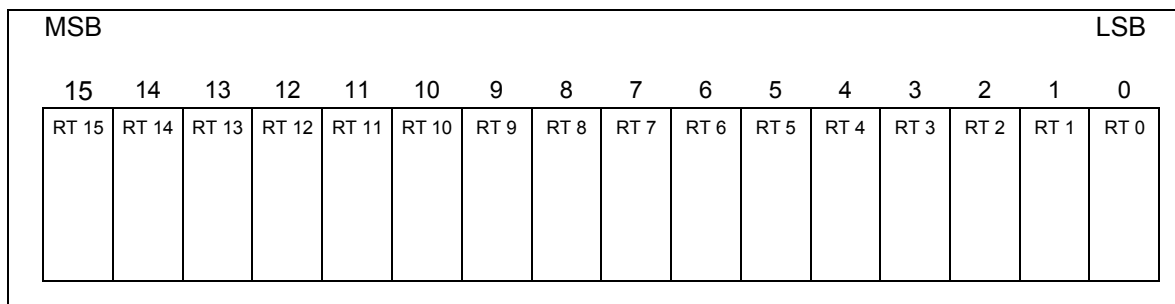 MSB LSB
15 14 13 12 11 10 9 8 7 6 5 4 3 2 1 0
RT 15 RT 14 RT 13 RT 12 RT 11 RT 10 RT 9 RT 8 RT 7 RT 6 RT 5 RT 4 RT 3 RT 2 RT 1 RT 0